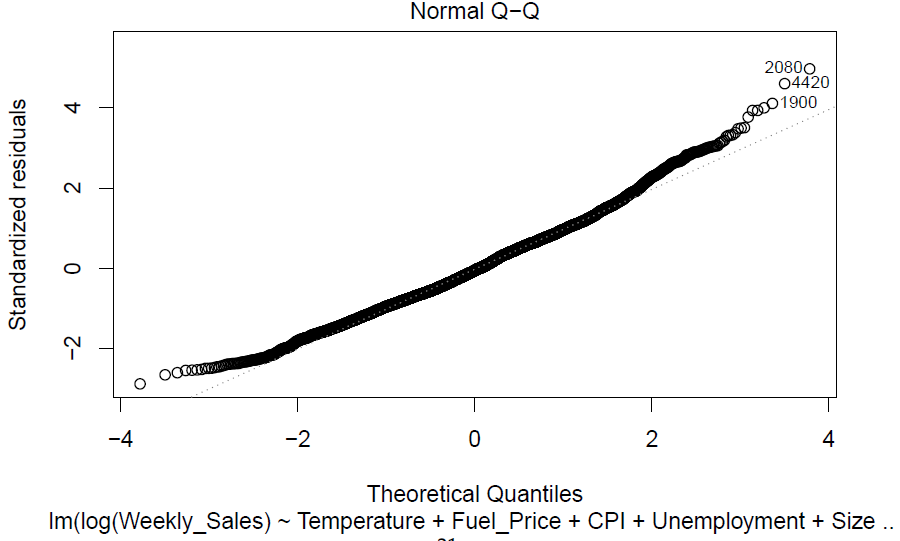 Normal Q−Q
Standardized residuals
4
2
0
−2
2080
4420
1900
−4 −2 0 2 4
Theoretical Quantiles
lm(log(Weekly_Sales) ~ Temperature + Fuel_Price + CPI + Unemployment + Size ..